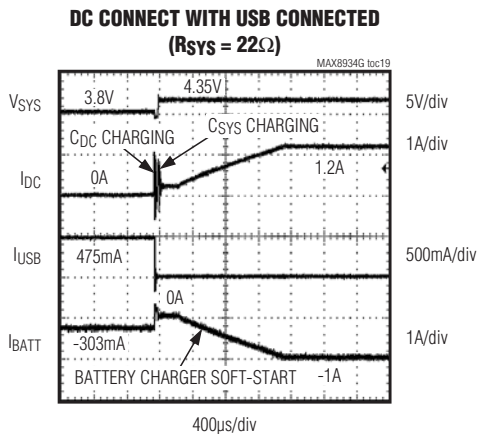 DC CONNECT WITH USB CONNECTED
(RSYS = 22Ω)
MAX8934G toc19
VSYS
3.8V
4.35V
5V/div
CDC CHARGING
CSYS CHARGING
1A/div
IDC
0A
1.2A
IUSB
475mA
500mA/div
0A
IBATT
-303mA
1A/div
BATTERY CHARGER SOFT-START
-1A
400µs/div